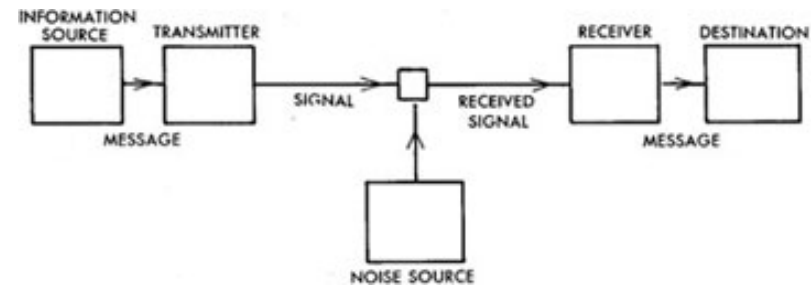 INFORMATION
SOURCE
TRANSMITTER
RECEIVER
DESTINATION
SIGNAL
RECEIVED
SIGNAL
MESSAGE
MESSAGE
NOISE SOURCE